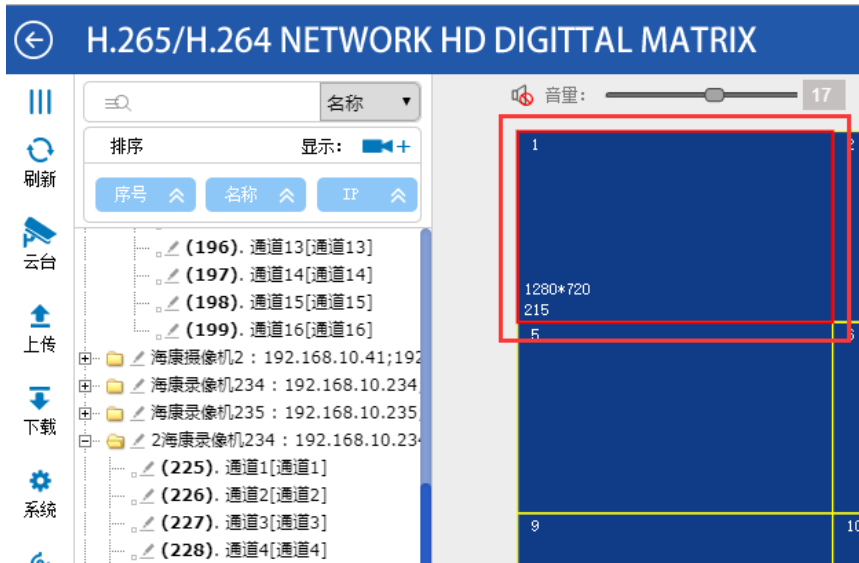 H.265/H.264 NETWORK HD DIGITTAL MATRIX
名称
音量:
17
排序
显示:
序号
名称
IP
刷新
云台
上传
下载
系统
(196). 通道13[通道13]
(197). 通道14[通道14]
(198). 通道15[通道15]
(199). 通道16[通道16]
海康摄像机2 : 192.168.10.41;192
海康录像机234 : 192.168.10.234
海康录像机235 : 192.168.10.235
2海康录像机234 : 192.168.10.234
(225). 通道1[通道1]
(226). 通道2[通道2]
(227). 通道3[通道3]
(228). 通道4[通道4]
1
2
1280*720
215
5
6
9
10